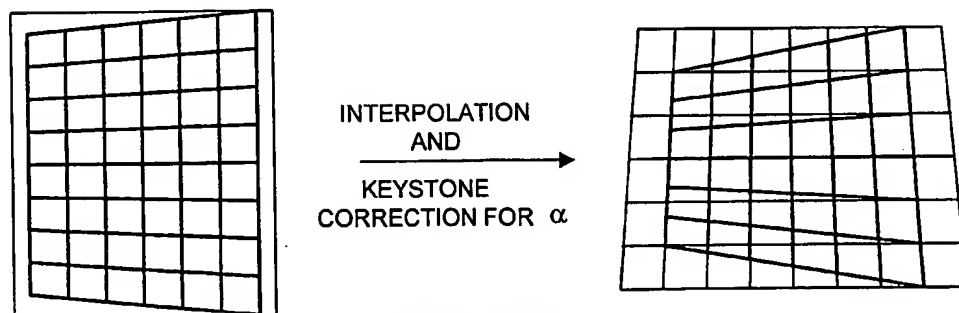 INTERPOLATION
AND
KEYSTONE
CORRECTION FOR α